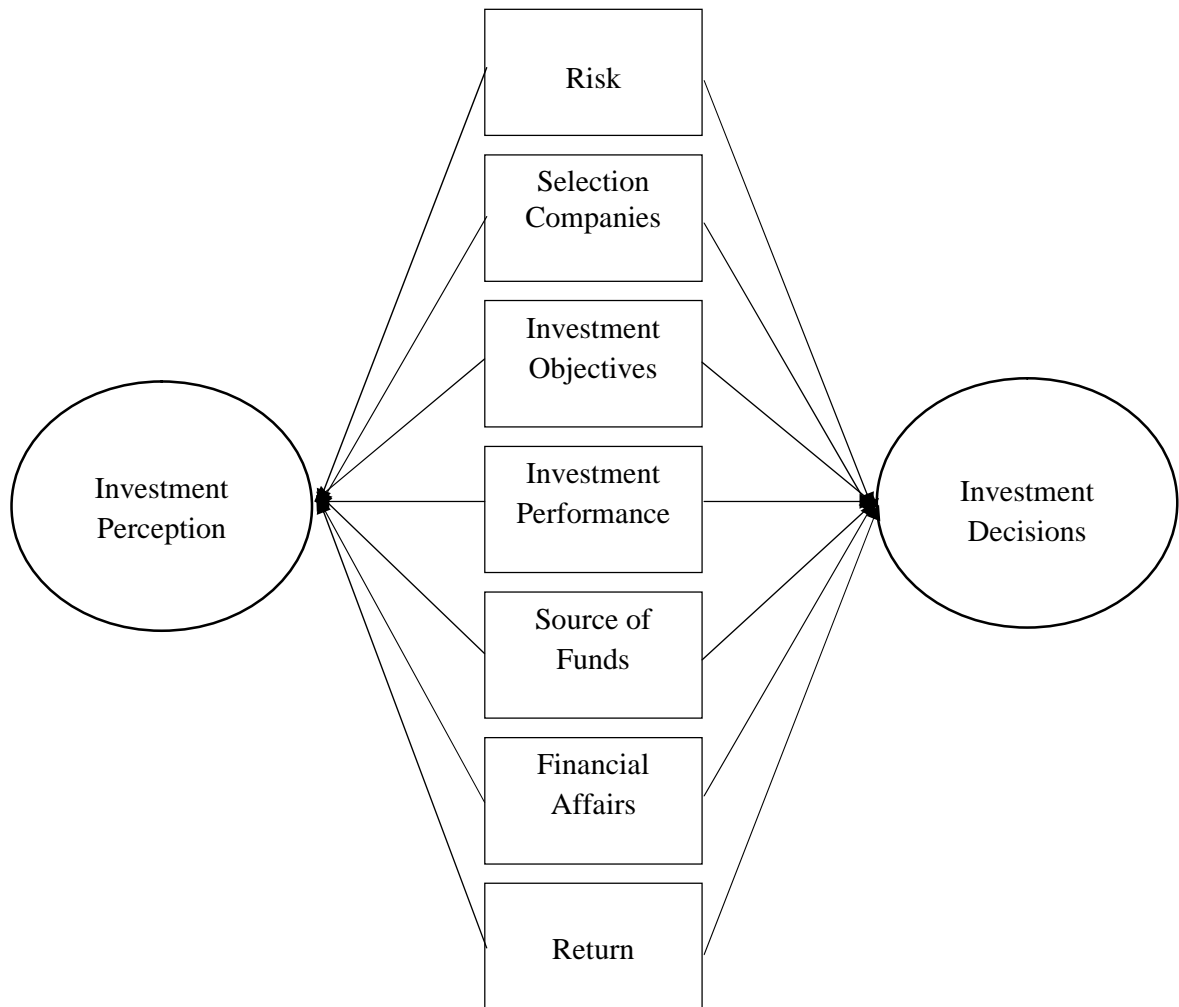 Risk
Selection
Companies
Investment
Objectives
Investment
Performance
Source of
Funds
Financial
Affairs
Return
Investment
Perception
Investment
Decisions